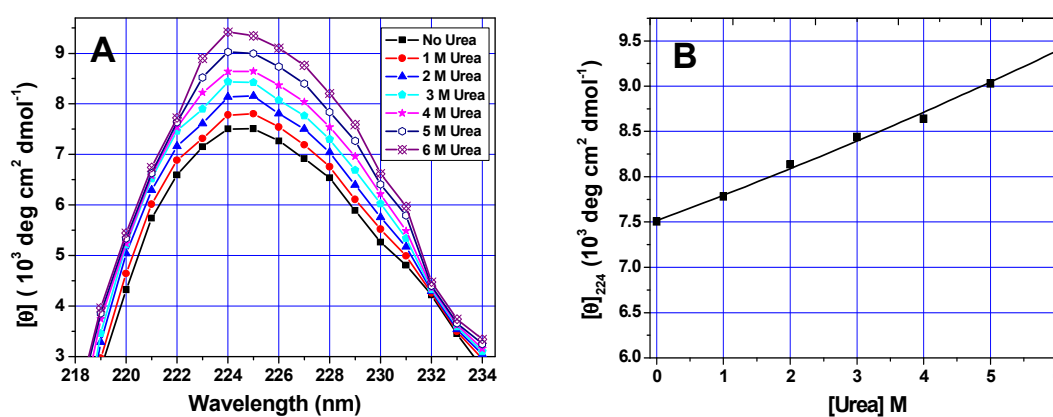 A
No Urea
1 M Urea
2 M Urea
3 M Urea
4 M Urea
5 M Urea
6 M Urea
[θ] ( 10³ deg cm² dmol⁻¹)
9
8
7
6
5
4
3
218 220 222 224 226 228 230 232 234
Wavelength (nm)
B
[θ]₂₂₄ (10³ deg cm² dmol⁻¹)
9.5
9.0
8.5
8.0
7.5
7.0
6.5
6.0
0 1 2 3 4 5
[Urea] M